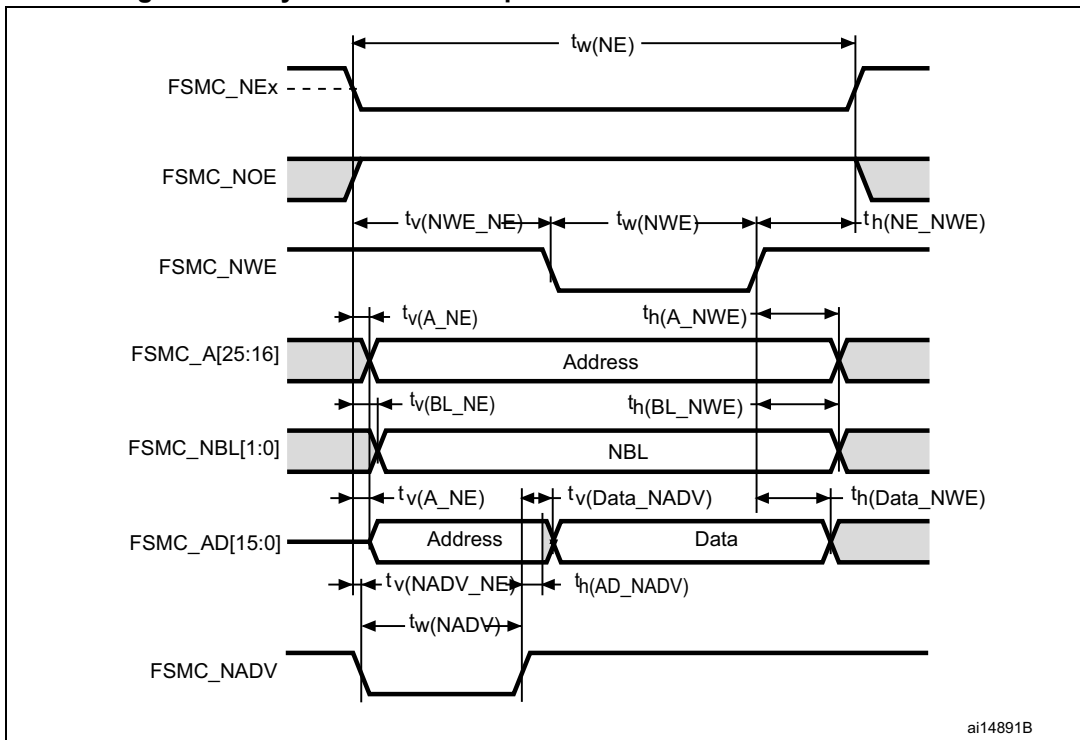 tw(NE)
FSMC_NEx
FSMC_NOE
tv(NWE_NE)
tw(NWE)
th(NE_NWE)
FSMC_NWE
tv(A_NE)
th(A_NWE)
FSMC_A[25:16]
Address
tv(BL_NE)
th(BL_NWE)
FSMC_NBL[1:0]
NBL
tv(A_NE)
tv(Data_NADV)
th(Data_NWE)
FSMC_AD[15:0]
Address
Data
tv(NADV_NE)
th(AD_NADV)
tw(NADV)
FSMC_NADV
ai14891B